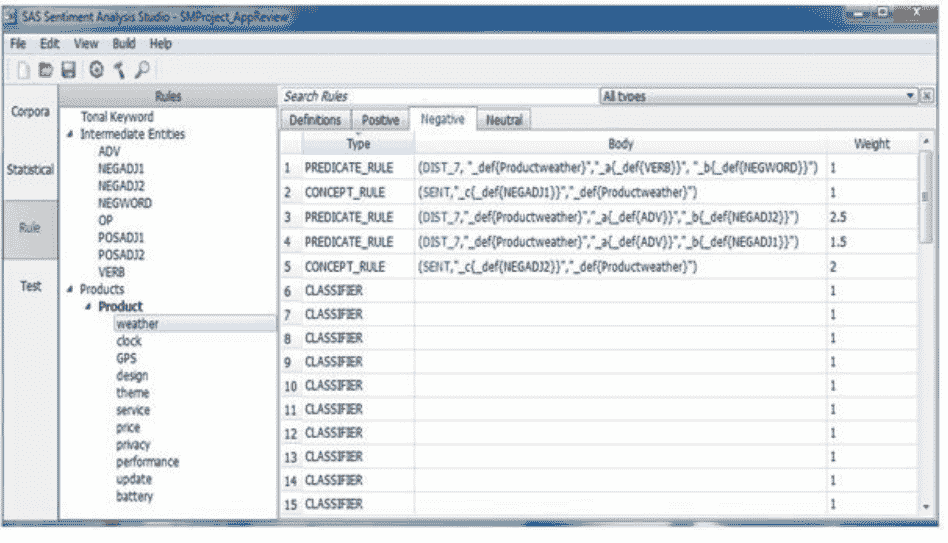 SAS Sentiment Analysis Studio - SMProject_AppReview
File Edit View Build Help
Corpora
Statistical
Rule
Test
Rules
Tonal Keyword
Intermediate Entities
ADV
NEGADJ1
NEGADJ2
NEGWORD
OP
POSADJ1
POSADJ2
VERB
Products
Product
weather
clock
GPS
design
theme
service
price
privacy
performance
update
battery
Search Rules All types
Definitions Positive Negative Neutral
Type Body Weight
1 PREDICATE_RULE (DIST_7, "_def{Productweather}","_a{_def{VERB}}", "_b{_def{NEGWORD}}") 1
2 CONCEPT_RULE (SENT,"_c{_def{NEGADJ1}}","_def{Productweather}") 1
3 PREDICATE_RULE (DIST_7,"_def{Productweather}","_a{_def{ADV}}","_b{_def{NEGADJ2}}") 2.5
4 PREDICATE_RULE (DIST_7,"_def{Productweather}","_a{_def{ADV}}","_b{_def{NEGADJ1}}") 1.5
5 CONCEPT_RULE (SENT,"_c{_def{NEGADJ2}}","_def{Productweather}") 2
6 CLASSIFIER 1
7 CLASSIFIER 1
8 CLASSIFIER 1
9 CLASSIFIER 1
10 CLASSIFIER 1
11 CLASSIFIER 1
12 CLASSIFIER 1
13 CLASSIFIER 1
14 CLASSIFIER 1
15 CLASSIFIER 1